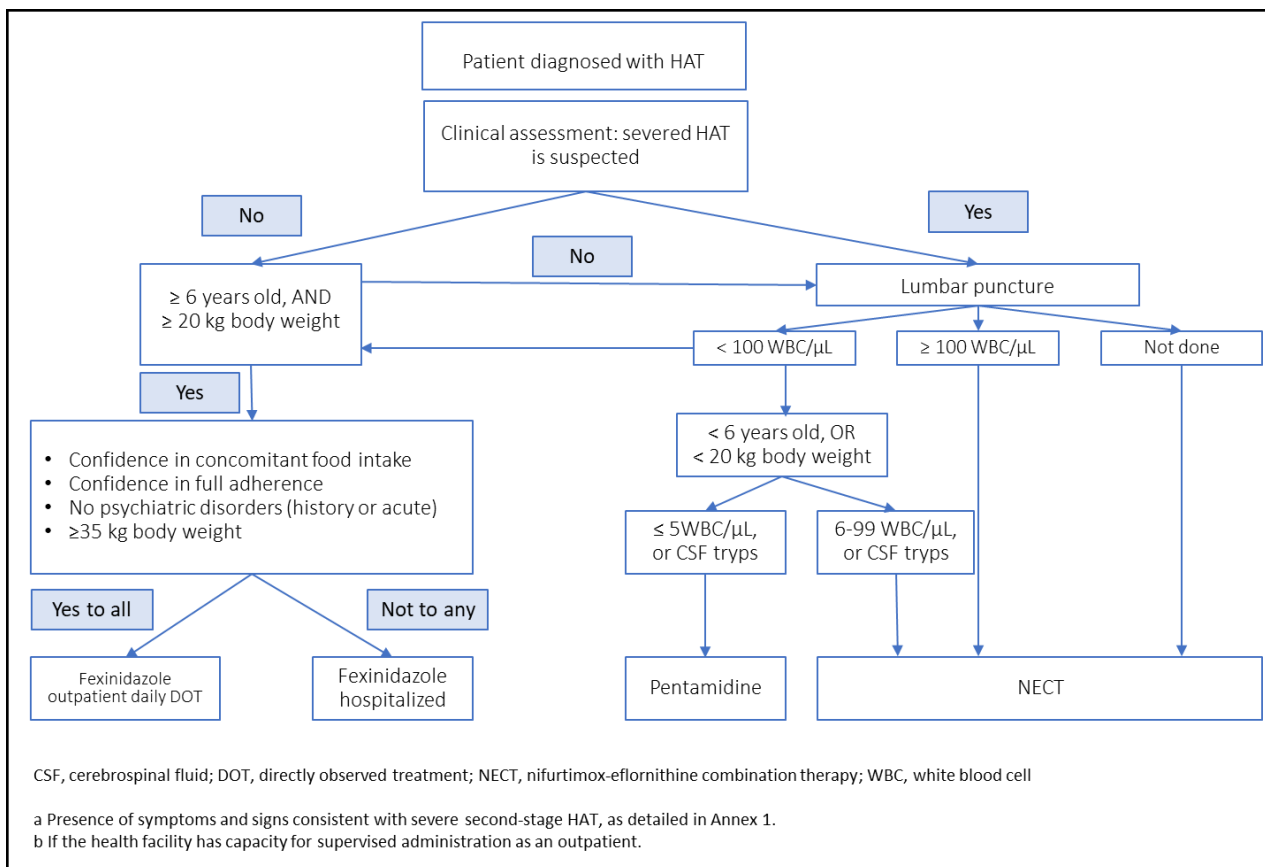 Patient diagnosed with HAT
Clinical assessment: severed HAT
is suspected
No
Yes
No
≥ 6 years old, AND
≥ 20 kg body weight
Lumbar puncture
< 100 WBC/µL
≥ 100 WBC/µL
Not done
Yes
< 6 years old, OR
< 20 kg body weight
• Confidence in concomitant food intake
• Confidence in full adherence
• No psychiatric disorders (history or acute)
• ≥35 kg body weight
≤ 5WBC/µL,
or CSF tryps
6-99 WBC/µL,
or CSF tryps
Yes to all
Not to any
Fexinidazole
outpatient daily DOT
Fexinidazole
hospitalized
Pentamidine
NECT
CSF, cerebrospinal fluid; DOT, directly observed treatment; NECT, nifurtimox-eflornithine combination therapy; WBC, white blood cell
a Presence of symptoms and signs consistent with severe second-stage HAT, as detailed in Annex 1.
b If the health facility has capacity for supervised administration as an outpatient.